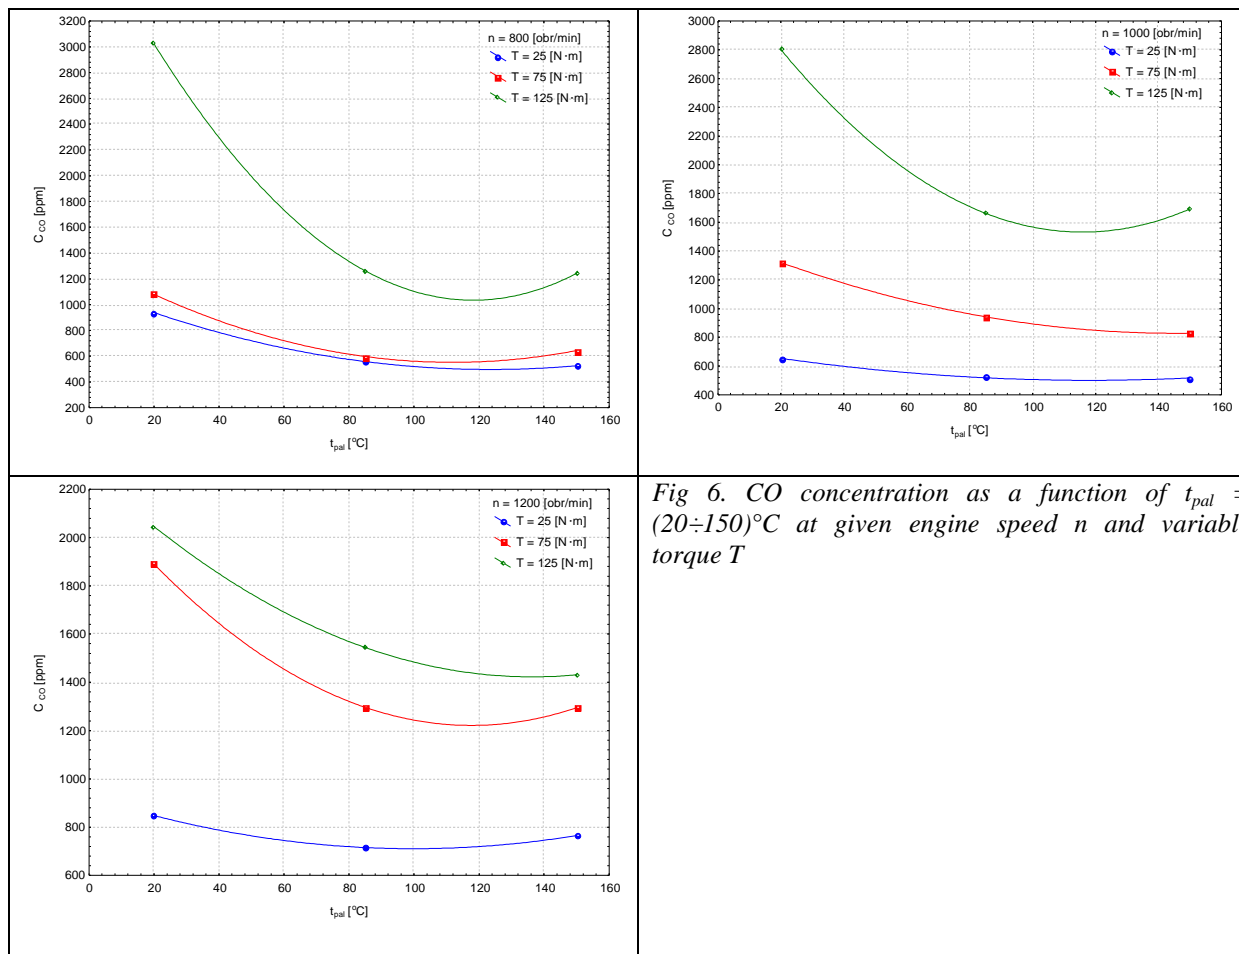 3200
3000
2800
2600
2400
2200
2000
1800
1600
1400
1200
1000
800
600
400
200
C CO [ppm]
0 20 40 60 80 100 120 140 160
t pal [°C]
n = 800 [obr/min]
T = 25 [N·m]
T = 75 [N·m]
T = 125 [N·m]
3000
2800
2600
2400
2200
2000
1800
1600
1400
1200
1000
800
600
400
C CO [ppm]
0 20 40 60 80 100 120 140 160
t pal [°C]
n = 1000 [obr/min]
T = 25 [N·m]
T = 75 [N·m]
T = 125 [N·m]
2200
2000
1800
1600
1400
1200
1000
800
600
C CO [ppm]
0 20 40 60 80 100 120 140 160
t pal [°C]
n = 1200 [obr/min]
T = 25 [N·m]
T = 75 [N·m]
T = 125 [N·m]
Fig 6. CO concentration as a function of t pal =
(20÷150)°C at given engine speed n and variabl
torque T